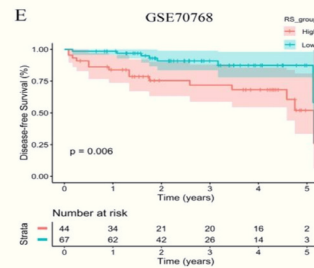 E
GSE70768
RS_group
High
Low
Disease-free Survival (%)
1.00
0.75
0.50
0.25
0.00
p = 0.006
0 1 2 3 4 5
Time (years)
Number at risk
Strata
44 34 21 20 16 2
67 62 42 26 14 3
0 1 2 3 4 5
Time (years)